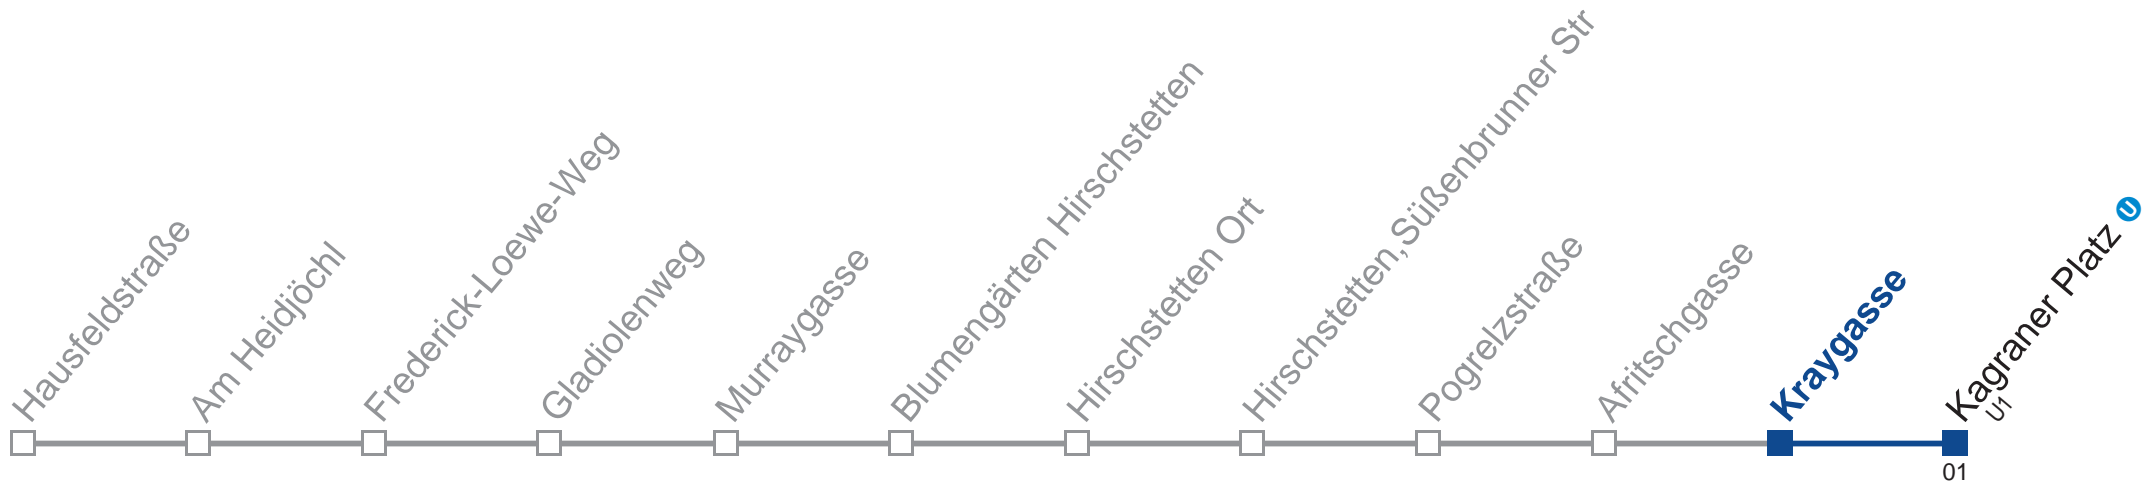 Hausfeldstraße
Am Heidjöchl
Frederick-Loewe-Weg
Gladiolenweg
Murraygasse
Blumengärten Hirschstetten
Hirschstetten Ort
Hirschstetten,Süßenbrunner Str
Pogrelzstraße
Afritschgasse
Kraygasse
Kagraner Platz U
U1
01